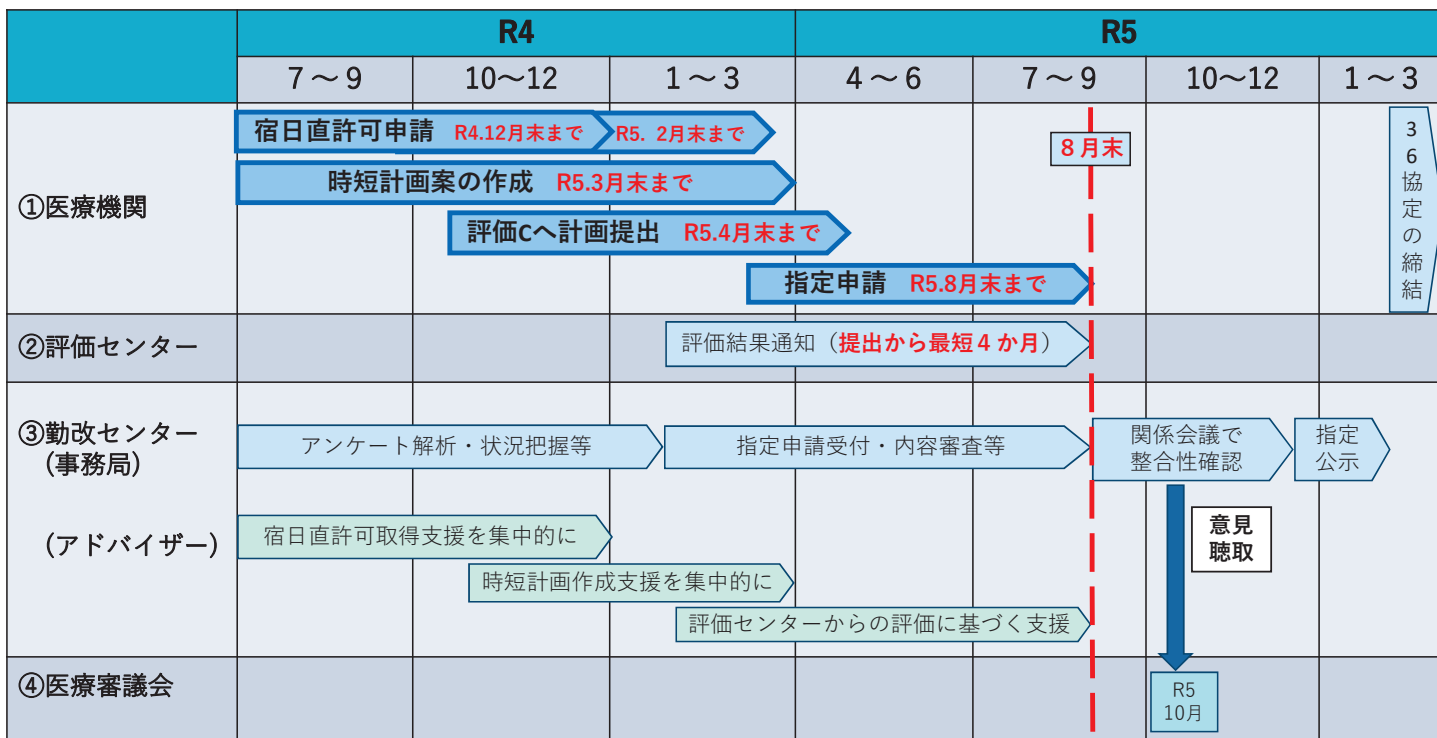 R4
R5
7～9
10～12
1～3
4～6
7～9
10～12
1～3
①医療機関
宿日直許可申請 R4.12月末まで
R5. 2月末まで
時短計画案の作成 R5.3月末まで
評価Cへ計画提出 R5.4月末まで
指定申請 R5.8月末まで
8月末
36協定の締結
②評価センター
評価結果通知（提出から最短4か月）
③勤改センター
(事務局)
アンケート解析・状況把握等
指定申請受付・内容審査等
関係会議で
整合性確認
指定
公示
(アドバイザー)
宿日直許可取得支援を集中的に
時短計画作成支援を集中的に
評価センターからの評価に基づく支援
意見
聴取
④医療審議会
R5
10月